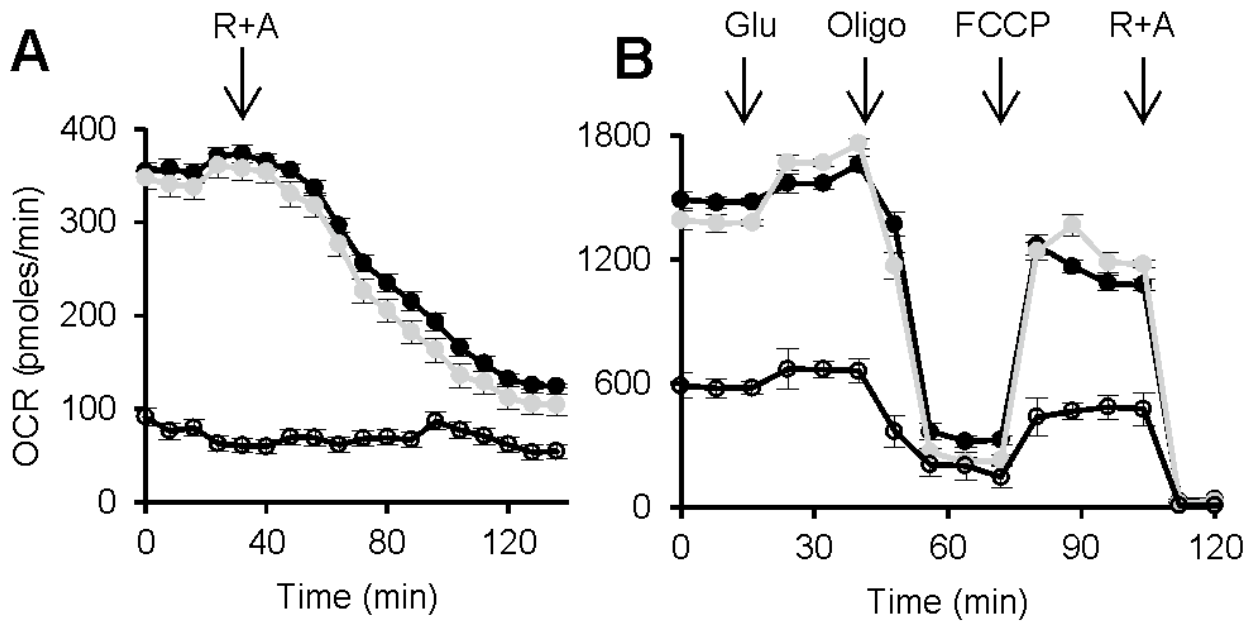 A
R+A
400
300
200
100
0
OCR (pmoles/min)
0 40 80 120
Time (min)
B
Glu Oligo FCCP R+A
1800
1200
600
0
0 30 60 90 120
Time (min)